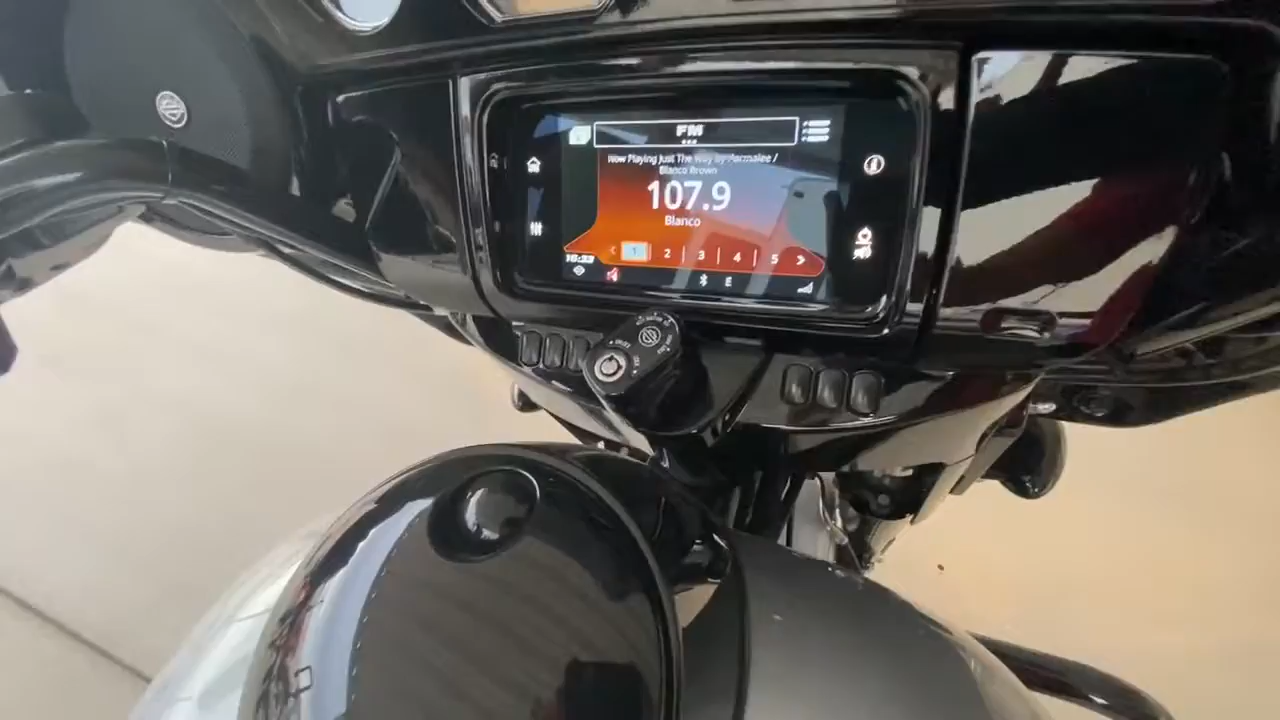 FM
Now Playing Just The Way by Parmalee /
Blanco Brown
107.9
Blanco
1 2 3 4 5
E